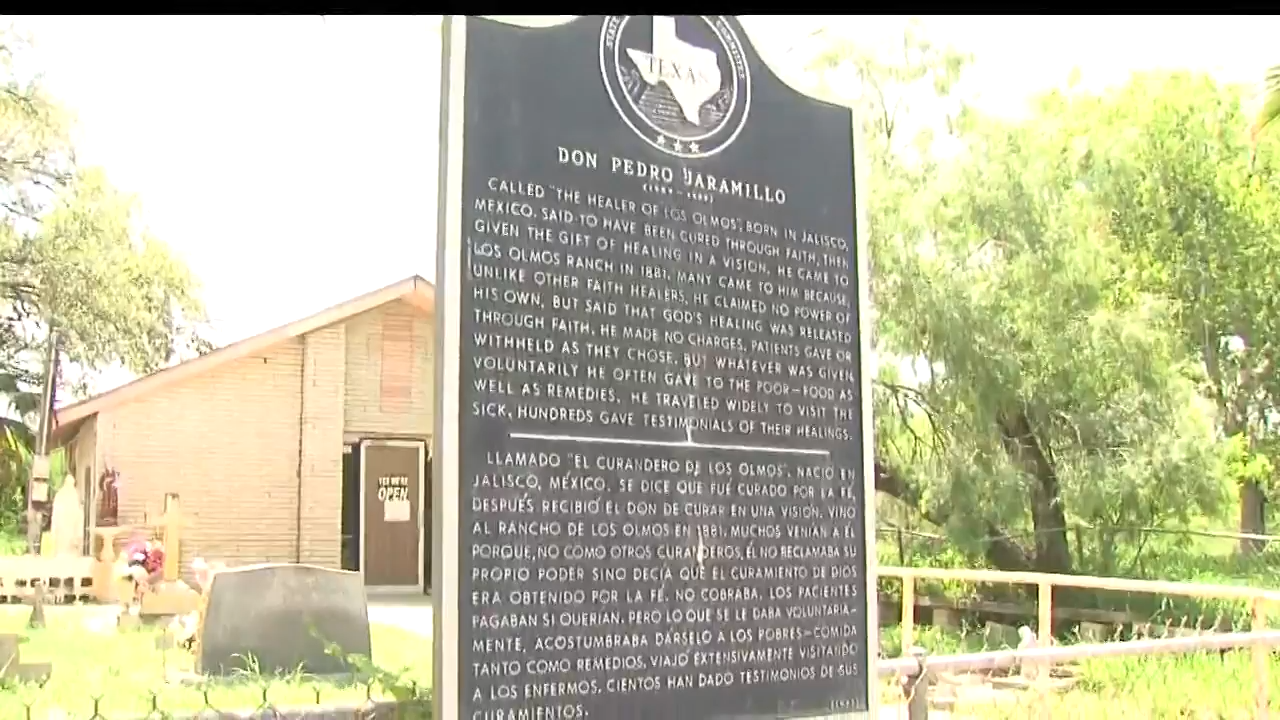 STATE
COMMITTEE
TEXAS
DON PEDRO JARAMILLO
CALLED "THE HEALER OF LOS OLMOS", BORN IN JALISCO,
MEXICO. SAID TO HAVE BEEN CURED THROUGH FAITH, THEN
GIVEN THE GIFT OF HEALING IN A VISION. HE CAME TO
LOS OLMOS RANCH IN 1881. MANY CAME TO HIM BECAUSE,
UNLIKE OTHER FAITH HEALERS, HE CLAIMED NO POWER OF
HIS OWN, BUT SAID THAT GOD'S HEALING WAS RELEASED
THROUGH FAITH. HE MADE NO CHARGES. PATIENTS GAVE OR
WITHHELD AS THEY CHOSE. BUT WHATEVER WAS GIVEN
VOLUNTARILY HE OFTEN GAVE TO THE POOR—FOOD AS
WELL AS REMEDIES. HE TRAVELED WIDELY TO VISIT THE
SICK. HUNDREDS GAVE TESTIMONIALS OF THEIR HEALINGS.
LLAMADO "EL CURANDERO DE LOS OLMOS", NACIO EN
JALISCO, MÉXICO. SE DICE QUE FUÉ CURADO POR LA FE,
DESPUÉS RECIBIÓ EL DON DE CURAR EN UNA VISIÓN. VINO
AL RANCHO DE LOS OLMOS EN 1881. MUCHOS VENÍAN A ÉL
PORQUE, NO COMO OTROS CURANDEROS, ÉL NO RECLAMABA SU
PROPIO PODER SINO DECÍA QUE EL CURAMIENTO DE DIOS
ERA OBTENIDO POR LA FÉ. NO COBRABA. LOS PACIENTES
PAGABAN SI QUERIAN. PERO LO QUE SE LE DABA VOLUNTARIA-
MENTE, ACOSTUMBRABA DÁRSELO A LOS POBRES—COMIDA
TANTO COMO REMEDIOS. VIAJÓ EXTENSIVAMENTE VISITANDO
A LOS ENFERMOS. CIENTOS HAN DADO TESTIMONIOS DE SUS
CURAMIENTOS.
YES WE'RE
OPEN